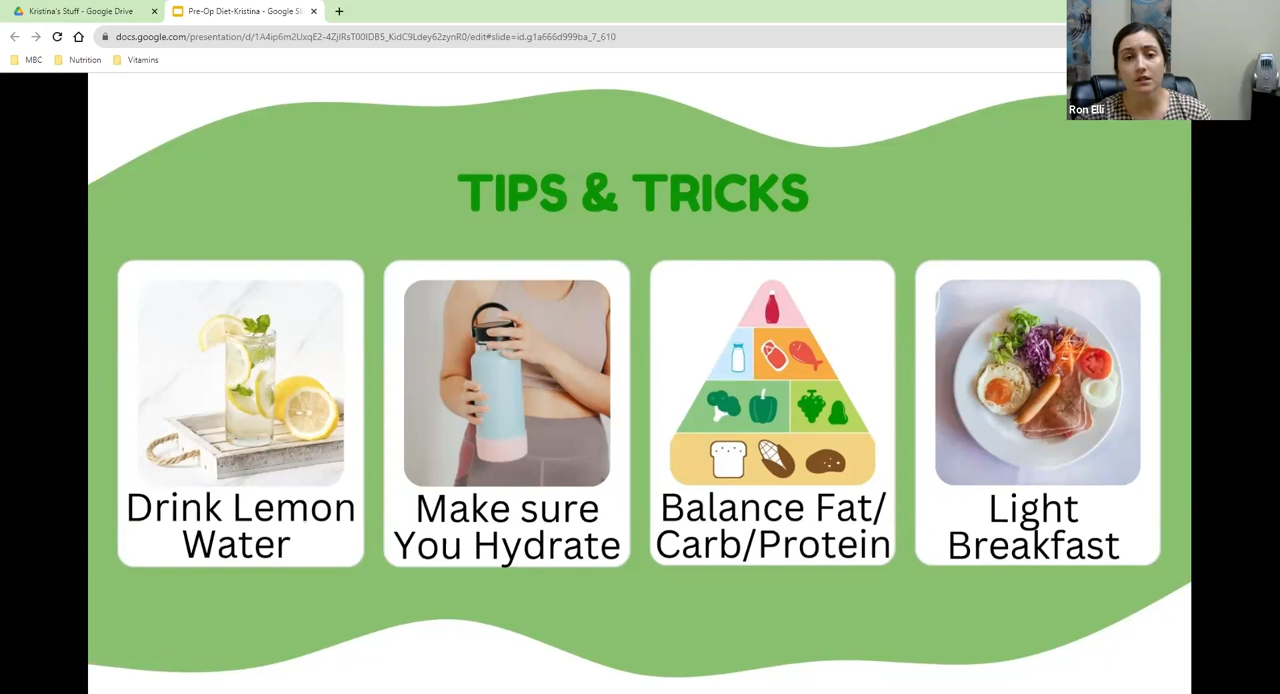 Kristina's Stuff - Google Drive
Pre-Op Diet-Kristina - Google Sli
docs.google.com/presentation/d/1A4ip6m2UxqE2-4ZjlRsT00IDB5_KidC9Ldey62zynR0/edit#slide=id.g1a666d999ba_7_610
MBC
Nutrition
Vitamins
Ron Elli
TIPS & TRICKS
Drink Lemon
Water
Make sure
You Hydrate
Balance Fat/
Carb/Protein
Light
Breakfast